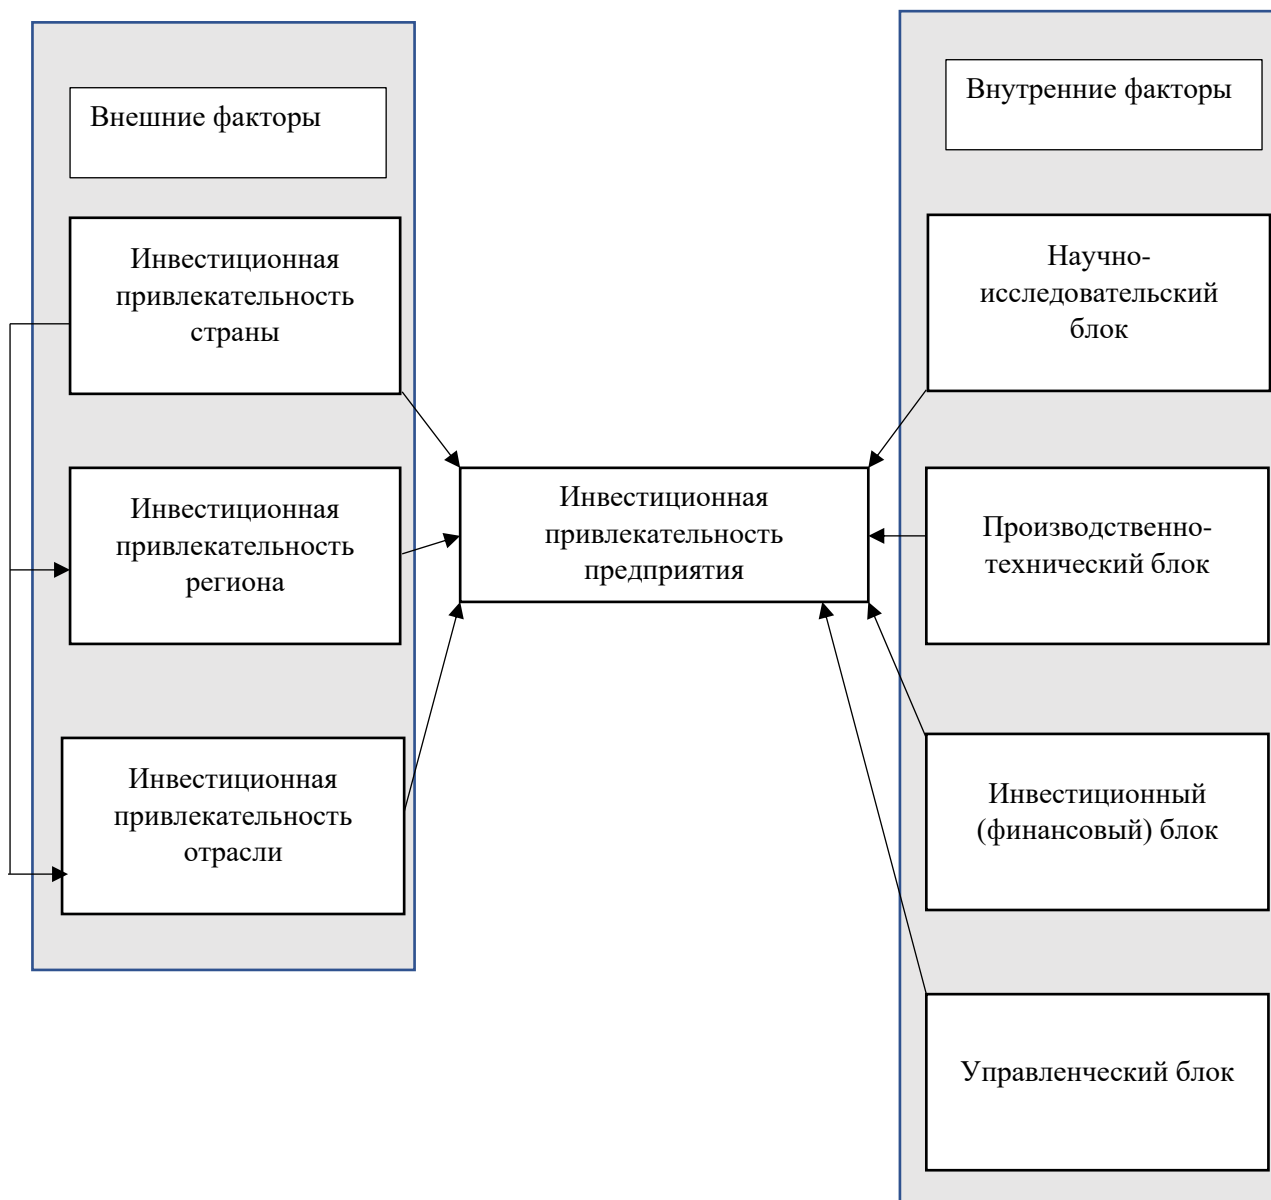 Внешние факторы
Инвестиционная
привлекательность
страны
Инвестиционная
привлекательность
региона
Инвестиционная
привлекательность
отрасли
Инвестиционная
привлекательность
предприятия
Внутренние факторы
Научно-
исследовательский
блок
Производственно-
технический блок
Инвестиционный
(финансовый) блок
Управленческий блок